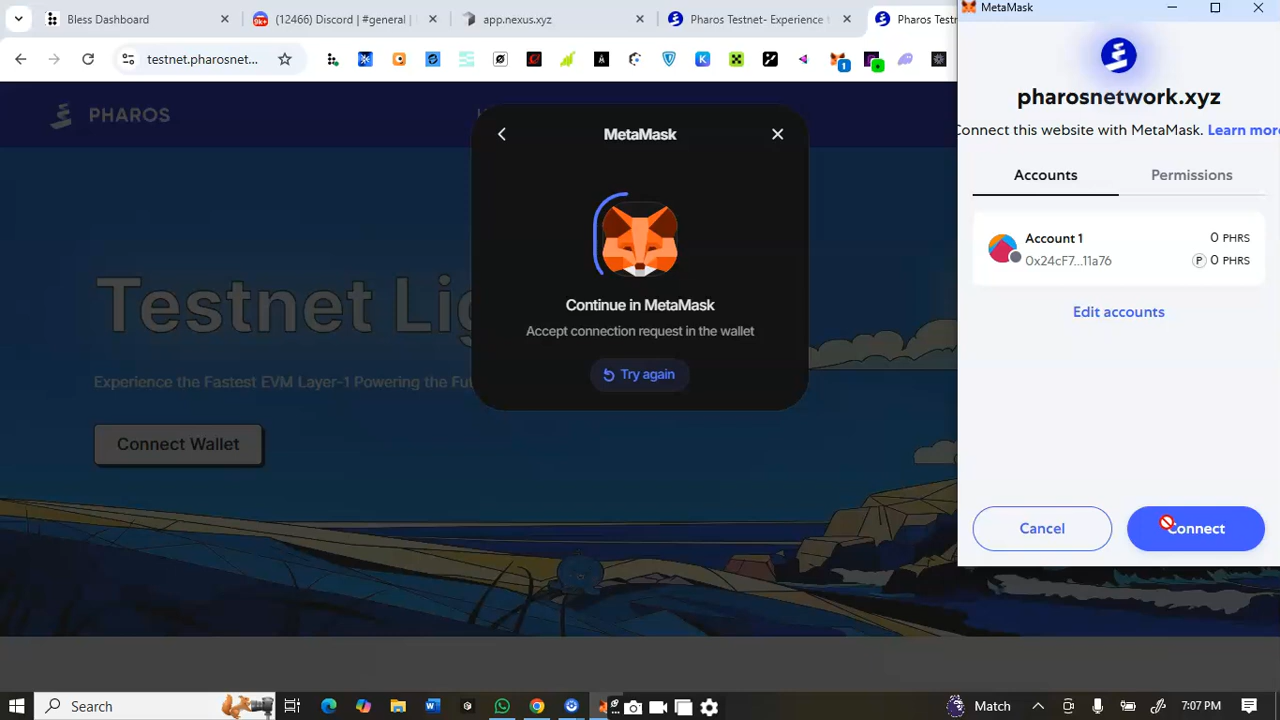 Bless Dashboard
(12466) Discord | #general |
app.nexus.xyz
Pharos Testnet- Experience
Pharos Testn
MetaMask
testnet.pharosnet...
1
PHAROS
MetaMask
pharosnetwork.xyz
Connect this website with MetaMask. Learn more
Accounts
Permissions
Account 1
0 PHRS
0x24cF7...11a76
P 0 PHRS
Edit accounts
Continue in MetaMask
Accept connection request in the wallet
Try again
Testnet Lig
Experience the Fastest EVM Layer-1 Powering the Fut
Connect Wallet
Cancel
Connect
Search
Match
7:07 PM